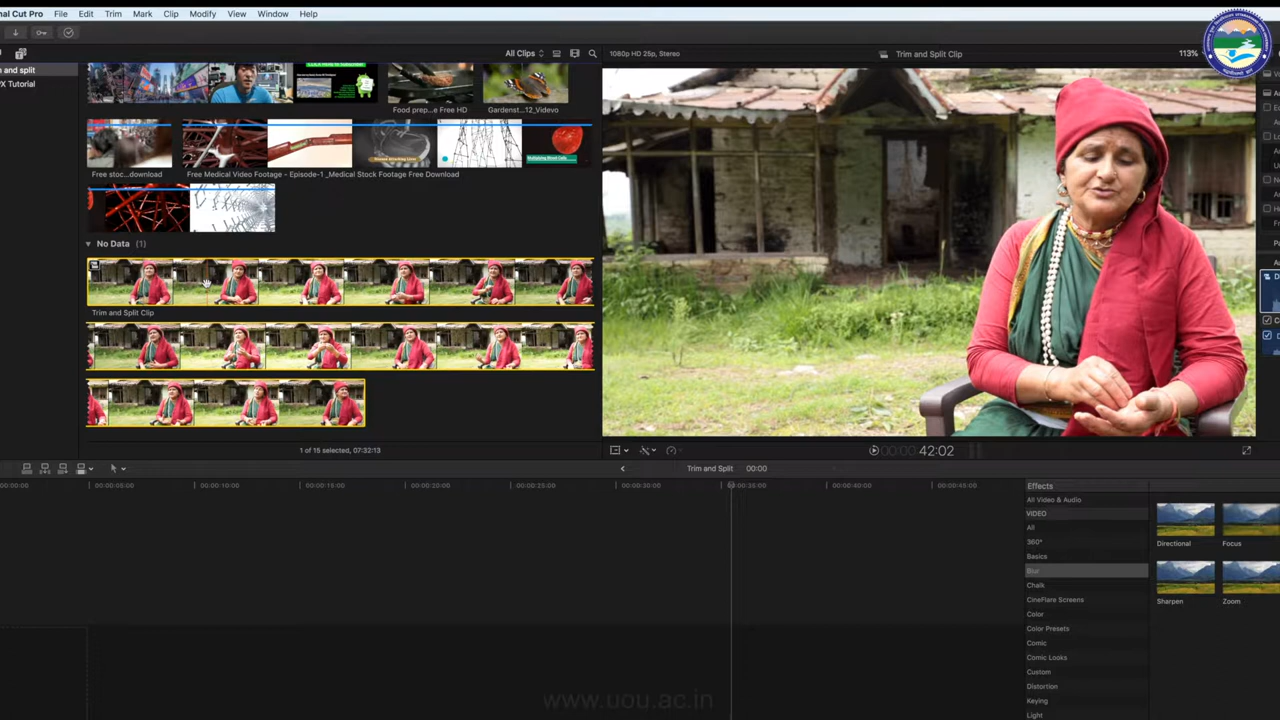 nal Cut Pro File Edit Trim Mark Clip Modify View Window Help
All Clips
1080p HD 25p, Stereo
Trim and Split Clip
113%
n and split
PX Tutorial
Food prep...e Free HD
Gardenst...12_Videvo
Free stoc...download
Free Medical Video Footage - Episode-1 _Medical Stock Footage Free Download
No Data (1)
Trim and Split Clip
1 of 15 selected, 07:32:13
00:00:42:02
Trim and Split 00:00
00:00:00 00:00:05:00 00:00:10:00 00:00:15:00 00:00:20:00 00:00:25:00 00:00:30:00 00:00:35:00 00:00:40:00 00:00:45:00
Effects
All Video & Audio
VIDEO
All
360°
Basics
Blur
Chalk
CineFlare Screens
Color
Color Presets
Comic
Comic Looks
Custom
Distortion
Keying
Light
Directional
Focus
Sharpen
Zoom
www.uou.ac.in